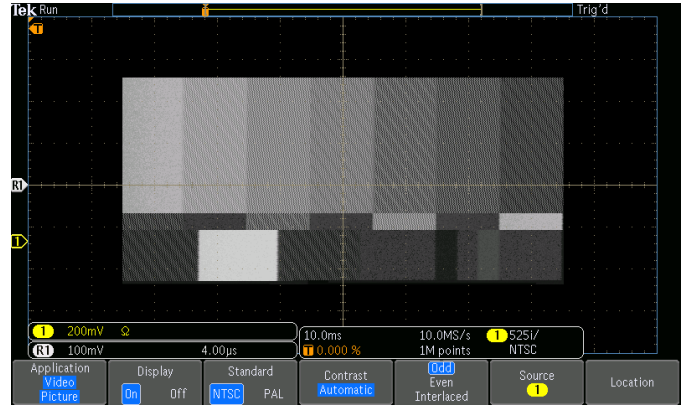 Tek Run Trig'd
T
R1
1
1 200mV Ω
R1 100mV 4.00µs
10.0ms 10.0MS/s 1 525i/
T 0.000 % 1M points NTSC
Application Video Picture
Display On Off
Standard NTSC PAL
Contrast Automatic
Odd Even Interlaced
Source 1
Location